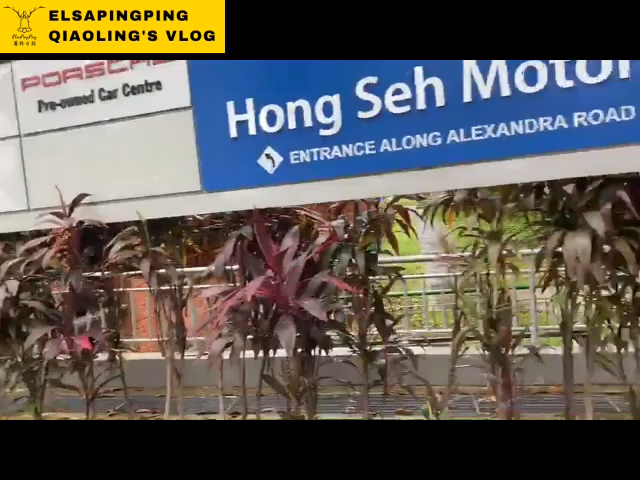 ELSAPINGPING
QIAOLING'S VLOG
PORSCHE
Pre-owned Car Centre
Hong Seh Motor
ENTRANCE ALONG ALEXANDRA ROAD